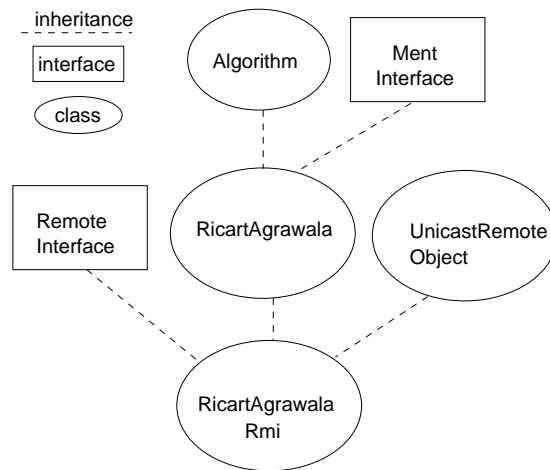 inheritance
interface
class
Algorithm
Ment
Interface
Remote
Interface
RicartAgrawala
UnicastRemote
Object
RicartAgrawala
Rmi